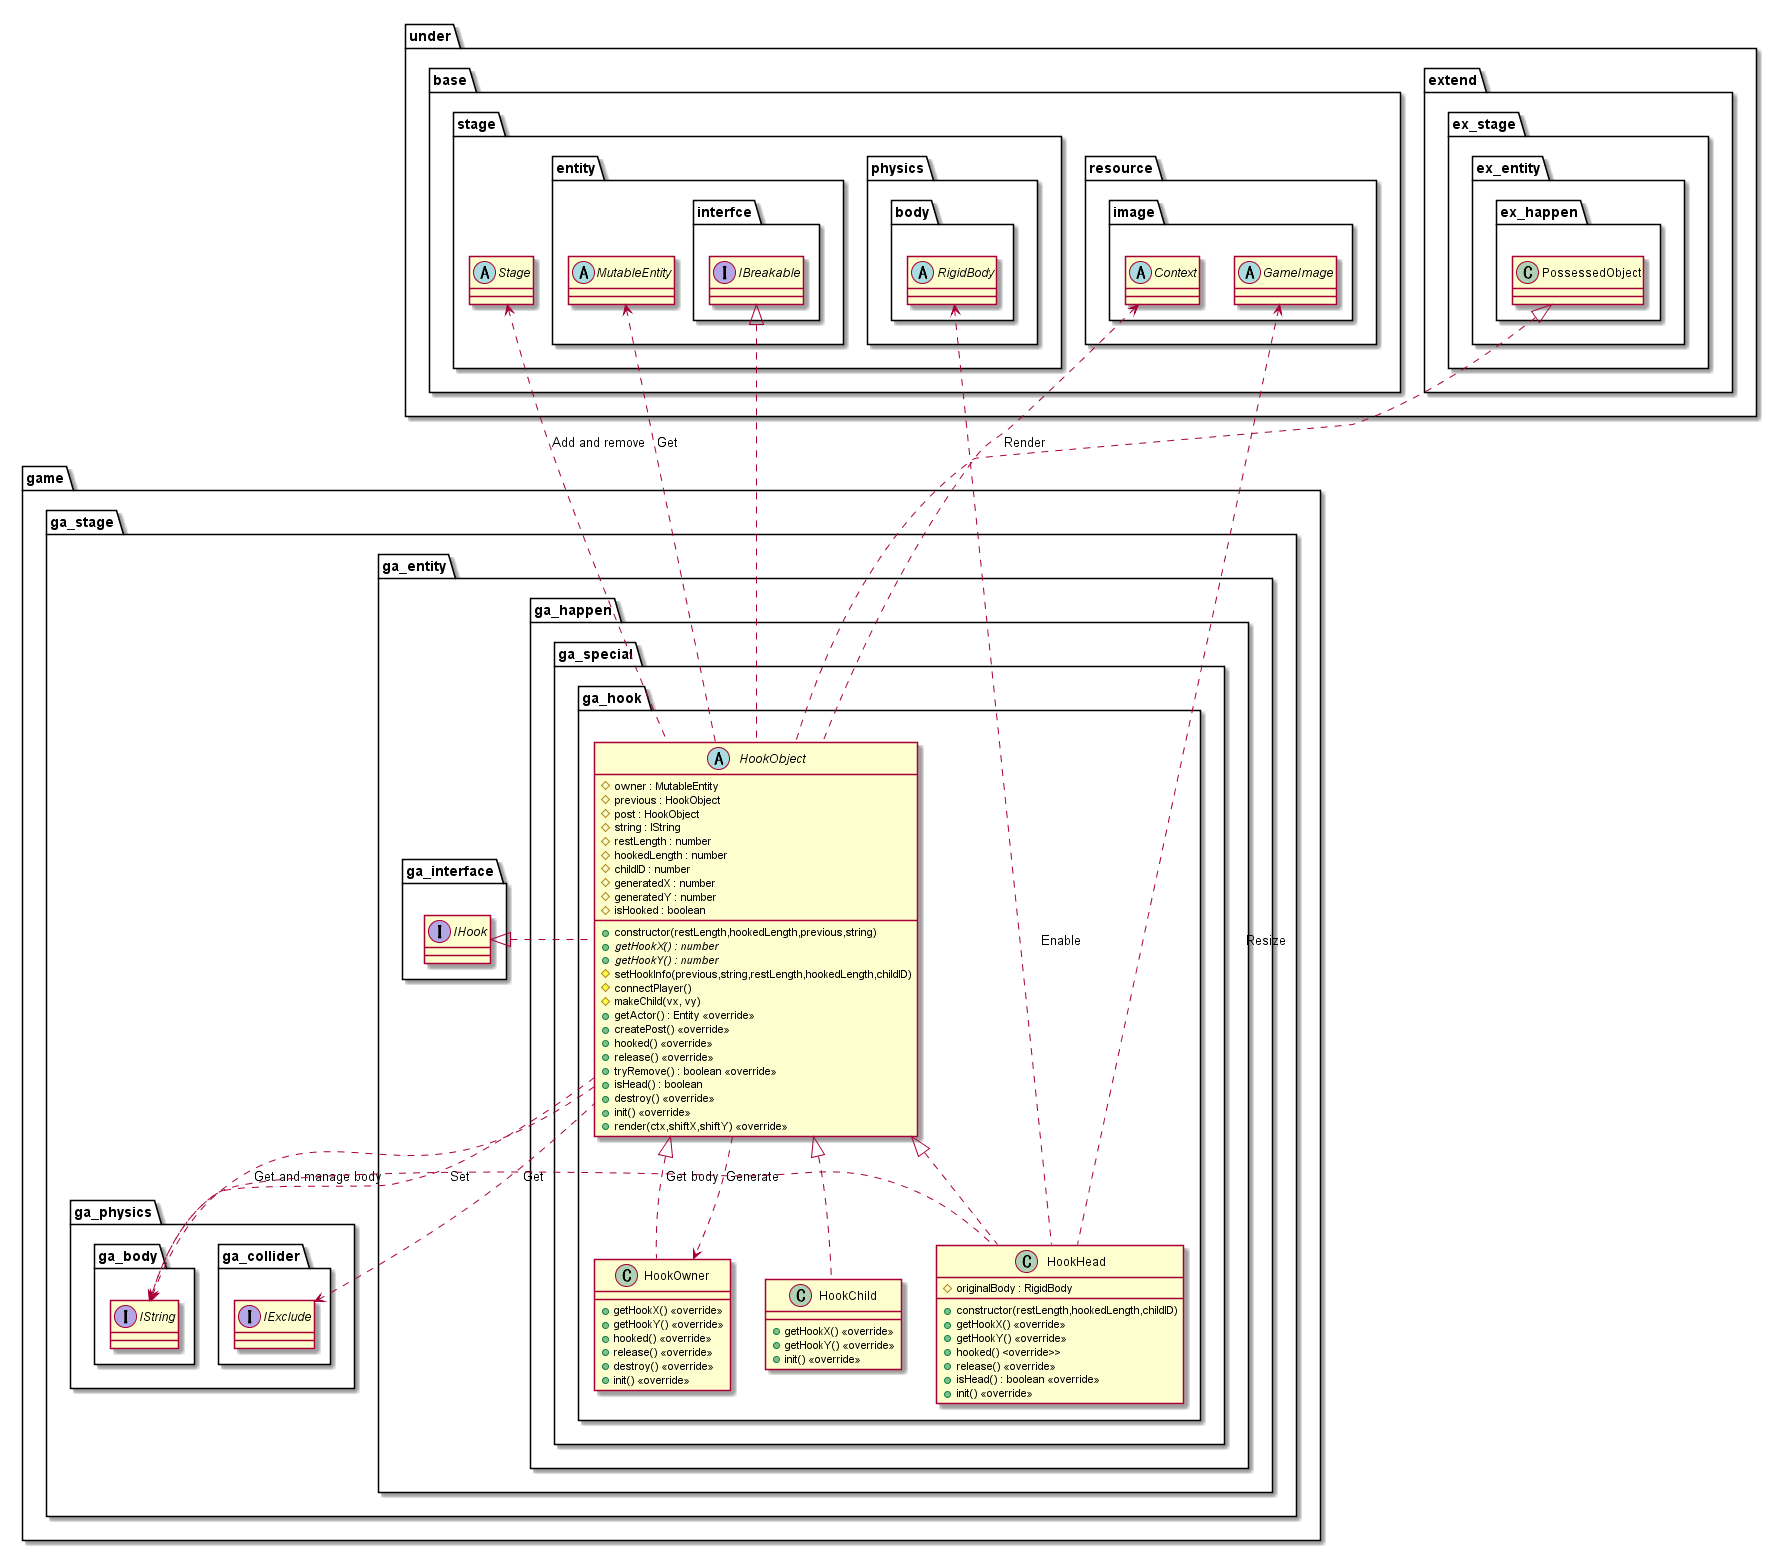 under
base
extend
stage
ex_stage
entity
physics
resource
ex_entity
interfce
body
image
ex_happen
A Stage
A MutableEntity
I IBreakable
A RigidBody
A Context
A GameImage
C PossessedObject
Add and remove
Get
Render
game
ga_stage
ga_entity
ga_happen
ga_special
ga_hook
A HookObject
owner : MutableEntity
previous : HookObject
post : HookObject
string : IString
restLength : number
hookedLength : number
childID : number
generatedX : number
generatedY : number
isHooked : boolean
constructor(restLength,hookedLength,previous,string)
getHookX() : number
getHookY() : number
setHookInfo(previous,string,restLength,hookedLength,childID)
connectPlayer()
makeChild(vx, vy)
getActor() : Entity «override»
createPost() «override»
hooked() «override»
release() «override»
tryRemove() : boolean «override»
isHead() : boolean
destroy() «override»
init() «override»
render(ctx,shiftX,shiftY) «override»
ga_interface
I IHook
Enable
Resize
Get and manage body
Set
Get
Get body
Generate
ga_physics
ga_body
ga_collider
I IString
I IExclude
C HookOwner
getHookX() «override»
getHookY() «override»
hooked() «override»
release() «override»
destroy() «override»
init() «override»
C HookChild
getHookX() «override»
getHookY() «override»
init() «override»
C HookHead
originalBody : RigidBody
constructor(restLength,hookedLength,childID)
getHookX() «override»
getHookY() «override»
hooked() <override>>
release() «override»
isHead() : boolean «override»
init() «override»